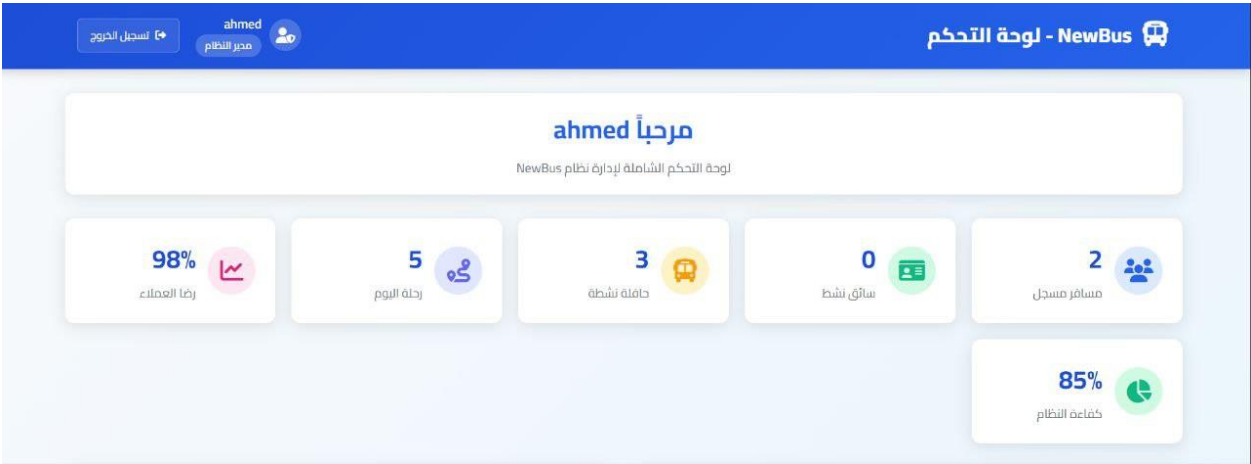 NewBus - لوحة التحكم
ahmed
مدير النظام
تسجيل الخروج
مرحباً ahmed
لوحة التحكم الشاملة لإدارة نظام NewBus
2
مسافر مسجل
0
سائق نشط
3
حافلة نشطة
5
رحلة اليوم
98%
رضا العملاء
85%
كفاءة النظام